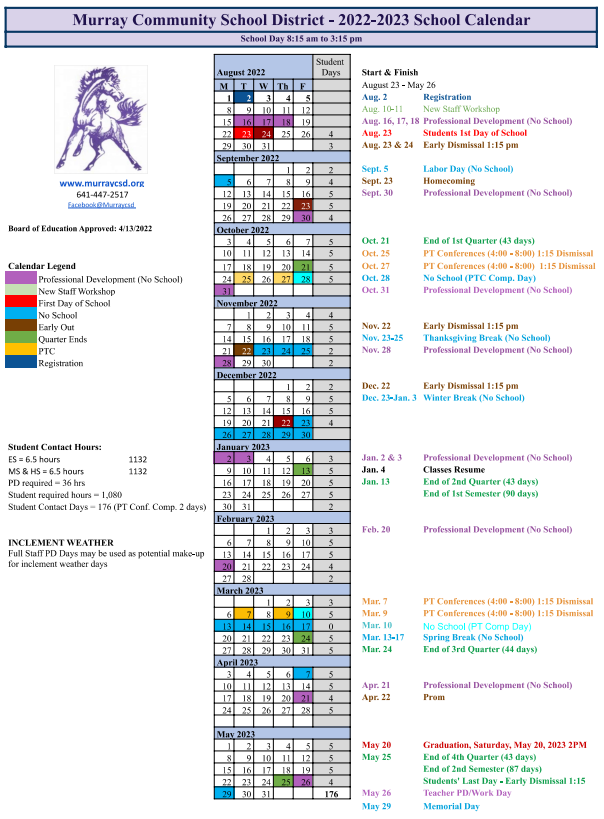 Murray Community School District - 2022-2023 School Calendar
School Day 8:15 am to 3:15 pm
www.murraycsd.org
641-447-2517
Facebook@Murraycsd
Board of Education Approved: 4/13/2022
Calendar Legend
Professional Development (No School)
New Staff Workshop
First Day of School
No School
Early Out
Quarter Ends
PTC
Registration
Student Contact Hours:
ES = 6.5 hours 1132
MS & HS = 6.5 hours 1132
PD required = 36 hrs
Student required hours = 1,080
Student Contact Days = 176 (PT Conf. Comp. 2 days)
INCLEMENT WEATHER
Full Staff PD Days may be used as potential make-up
for inclement weather days
Student
August 2022 Days
M T W Th F
1 2 3 4 5
8 9 10 11 12
15 16 17 18 19
22 23 24 25 26 4
29 30 31 3
September 2022
1 2 2
5 6 7 8 9 4
12 13 14 15 16 5
19 20 21 22 23 5
26 27 28 29 30 4
October 2022
3 4 5 6 7 5
10 11 12 13 14 5
17 18 19 20 21 5
24 25 26 27 28 5
31
November 2022
1 2 3 4 4
7 8 9 10 11 5
14 15 16 17 18 5
21 22 23 24 25 2
28 29 30 2
December 2022
1 2 2
5 6 7 8 9 5
12 13 14 15 16 5
19 20 21 22 23 4
26 27 28 29 30
January 2023
2 3 4 5 6 3
9 10 11 12 13 5
16 17 18 19 20 5
23 24 25 26 27 5
30 31 2
February 2023
1 2 3 3
6 7 8 9 10 5
13 14 15 16 17 5
20 21 22 23 24 4
27 28 2
March 2023
1 2 3 3
6 7 8 9 10 5
13 14 15 16 17 0
20 21 22 23 24 5
27 28 29 30 31 5
April 2023
3 4 5 6 7 5
10 11 12 13 14 5
17 18 19 20 21 4
24 25 26 27 28 5
May 2023
1 2 3 4 5 5
8 9 10 11 12 5
15 16 17 18 19 5
22 23 24 25 26 4
29 30 31 176
Start & Finish
August 23 - May 26
Aug. 2 Registration
Aug. 10-11 New Staff Workshop
Aug. 16, 17, 18 Professional Development (No School)
Aug. 23 Students 1st Day of School
Aug. 23 & 24 Early Dismissal 1:15 pm
Sept. 5 Labor Day (No School)
Sept. 23 Homecoming
Sept. 30 Professional Development (No School)
Oct. 21 End of 1st Quarter (43 days)
Oct. 25 PT Conferences (4:00 - 8:00) 1:15 Dismissal
Oct. 27 PT Conferences (4:00 - 8:00) 1:15 Dismissal
Oct. 28 No School (PTC Comp. Day)
Oct. 31 Professional Development (No School)
Nov. 22 Early Dismissal 1:15 pm
Nov. 23-25 Thanksgiving Break (No School)
Nov. 28 Professional Development (No School)
Dec. 22 Early Dismissal 1:15 pm
Dec. 23-Jan. 3 Winter Break (No School)
Jan. 2 & 3 Professional Development (No School)
Jan. 4 Classes Resume
Jan. 13 End of 2nd Quarter (43 days)
End of 1st Semester (90 days)
Feb. 20 Professional Development (No School)
Mar. 7 PT Conferences (4:00 - 8:00) 1:15 Dismissal
Mar. 9 PT Conferences (4:00 - 8:00) 1:15 Dismissal
Mar. 10 No School (PT Comp Day)
Mar. 13-17 Spring Break (No School)
Mar. 24 End of 3rd Quarter (44 days)
Apr. 21 Professional Development (No School)
Apr. 22 Prom
May 20 Graduation, Saturday, May 20, 2023 2PM
May 25 End of 4th Quarter (43 days)
End of 2nd Semester (87 days)
Students' Last Day - Early Dismissal 1:15
May 26 Teacher PD/Work Day
May 29 Memorial Day